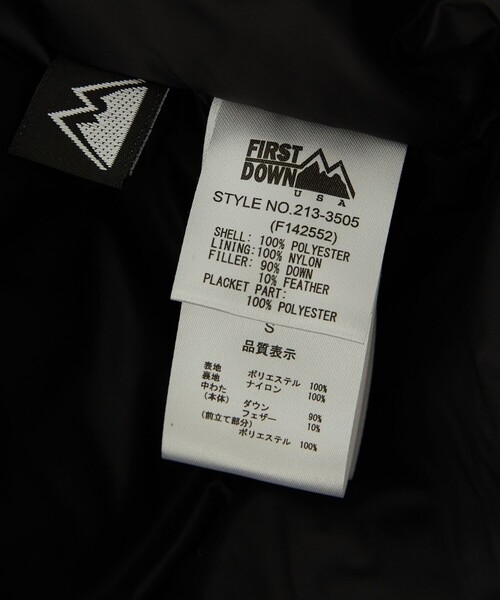 FIRST
DOWN
USA
STYLE NO.213-3505
(F142552)
SHELL: 100% POLYESTER
LINING:100% NYLON
FILLER: 90% DOWN
10% FEATHER
PLACKET PART:
100% POLYESTER
S
品質表示
表地 ポリエステル 100%
裏地 ナイロン 100%
中わた
(本体) ダウン 90%
フェザー 10%
(前立て部分)
ポリエステル 100%